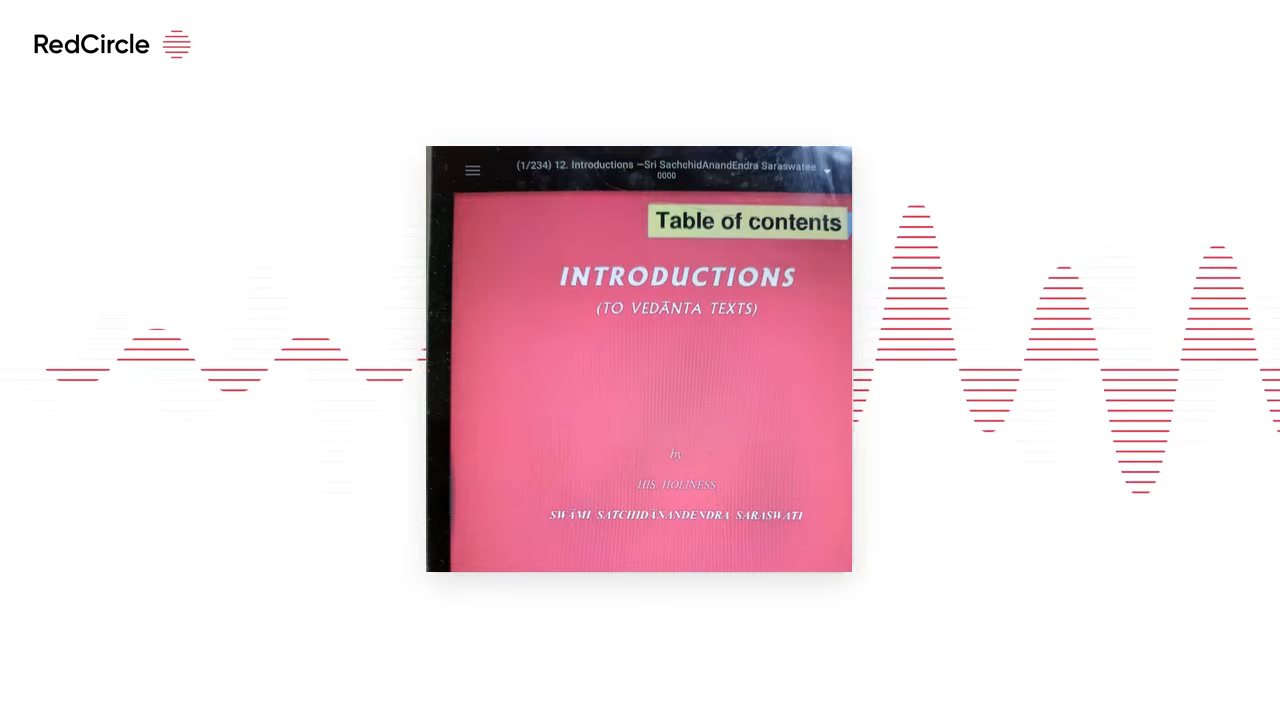 RedCircle
(1/234) 12. Introductions —Sri SachchidAnandEndra Saraswatee
0000
Table of contents
INTRODUCTIONS
(TO VEDĀNTA TEXTS)
by
HIS HOLINESS
SWĀMI SATCHIDĀNANDENDRA SARASWATI